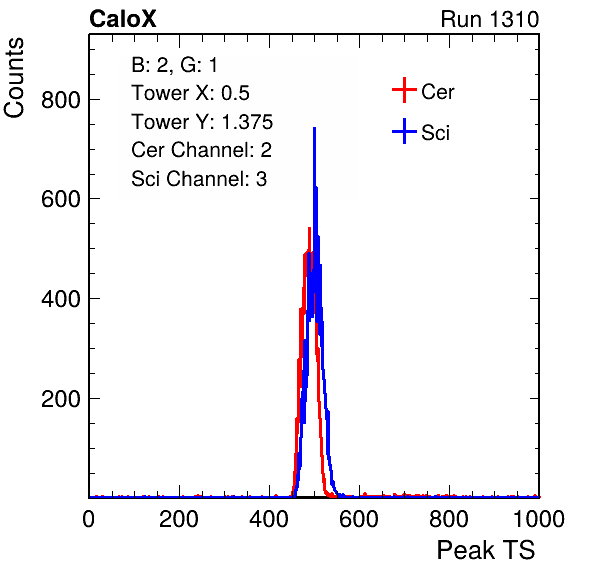 CaloX Run 1310
Counts
B: 2, G: 1
Tower X: 0.5
Tower Y: 1.375
Cer Channel: 2
Sci Channel: 3
Cer
Sci
800
600
400
200
0 200 400 600 800 1000
Peak TS